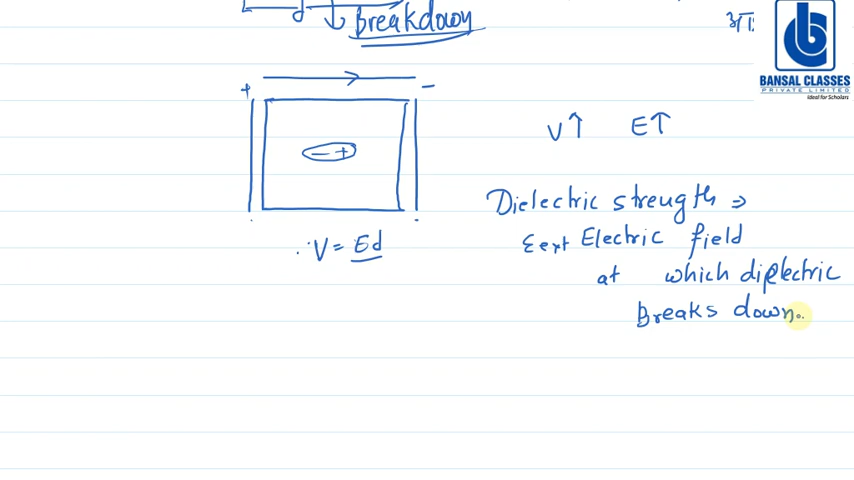 breakdown
BANSAL CLASSES
PRIVATE LIMITED
Ideal for Scholars
+ −
V↑ E↑
− +
Dielectric strength ⇒
Eext Electric field
∴ V = Ed
at which dielectric
Breaks down.